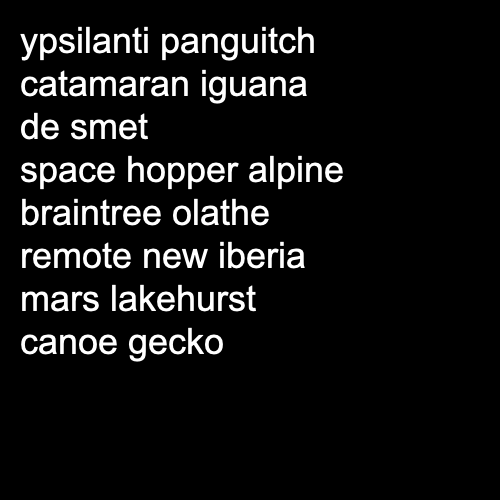 ypsilanti panguitch
catamaran iguana
de smet
space hopper alpine
braintree olathe
remote new iberia
mars lakehurst
canoe gecko